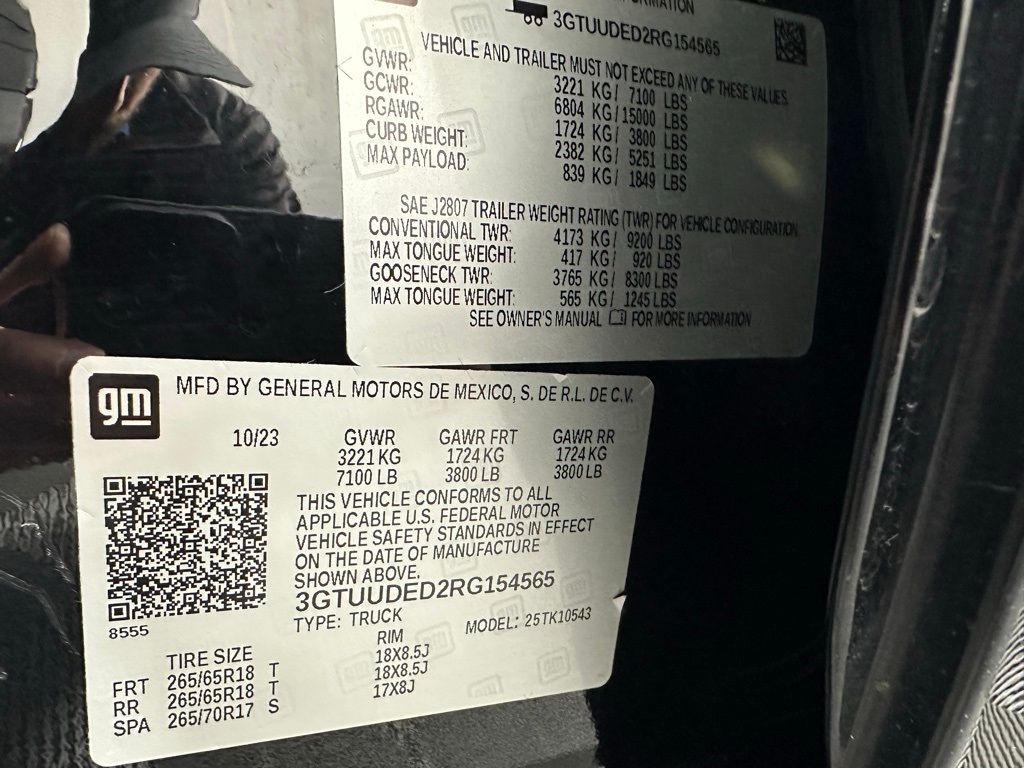 FORMATION
3GTUUDED2RG154565
VEHICLE AND TRAILER MUST NOT EXCEED ANY OF THESE VALUES
GVWR: 3221 KG/ 7100 LBS
GCWR: 6804 KG/15000 LBS
RGAWR: 1724 KG/ 3800 LBS
CURB WEIGHT: 2382 KG/ 5251 LBS
MAX PAYLOAD: 839 KG/ 1849 LBS
SAE J2807 TRAILER WEIGHT RATING (TWR) FOR VEHICLE CONFIGURATION
CONVENTIONAL TWR: 4173 KG/ 9200 LBS
MAX TONGUE WEIGHT: 417 KG/ 920 LBS
GOOSENECK TWR: 3765 KG/ 8300 LBS
MAX TONGUE WEIGHT: 565 KG/ 1245 LBS
SEE OWNER'S MANUAL FOR MORE INFORMATION
gm
MFD BY GENERAL MOTORS DE MEXICO, S. DE R.L. DE C.V.
10/23 GVWR GAWR FRT GAWR RR
3221 KG 1724 KG 1724 KG
7100 LB 3800 LB 3800 LB
THIS VEHICLE CONFORMS TO ALL
APPLICABLE U.S. FEDERAL MOTOR
VEHICLE SAFETY STANDARDS IN EFFECT
ON THE DATE OF MANUFACTURE
SHOWN ABOVE.
3GTUUDED2RG154565
TYPE: TRUCK MODEL: 25TK10543
8555
TIRE SIZE RIM
FRT 265/65R18 T 18X8.5J
RR 265/65R18 T 18X8.5J
SPA 265/70R17 S 17X8J